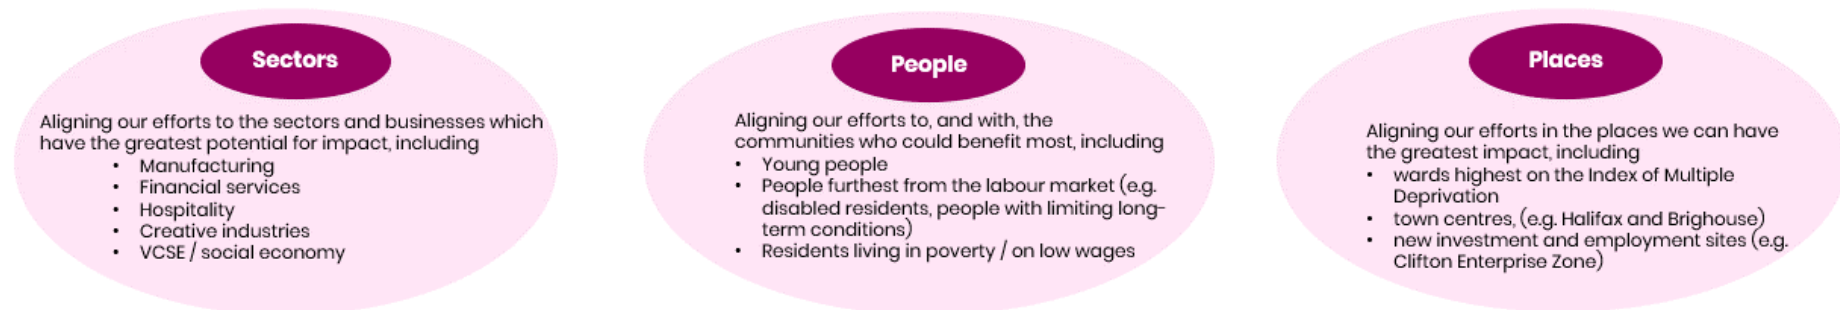 Sectors
Aligning our efforts to the sectors and businesses which
have the greatest potential for impact, including
• Manufacturing
• Financial services
• Hospitality
• Creative industries
• VCSE / social economy
People
Aligning our efforts to, and with, the
communities who could benefit most, including
• Young people
• People furthest from the labour market (e.g.
disabled residents, people with limiting long-
term conditions)
• Residents living in poverty / on low wages
Places
Aligning our efforts in the places we can have
the greatest impact, including
• wards highest on the Index of Multiple
Deprivation
• town centres, (e.g. Halifax and Brighouse)
• new investment and employment sites (e.g.
Clifton Enterprise Zone)